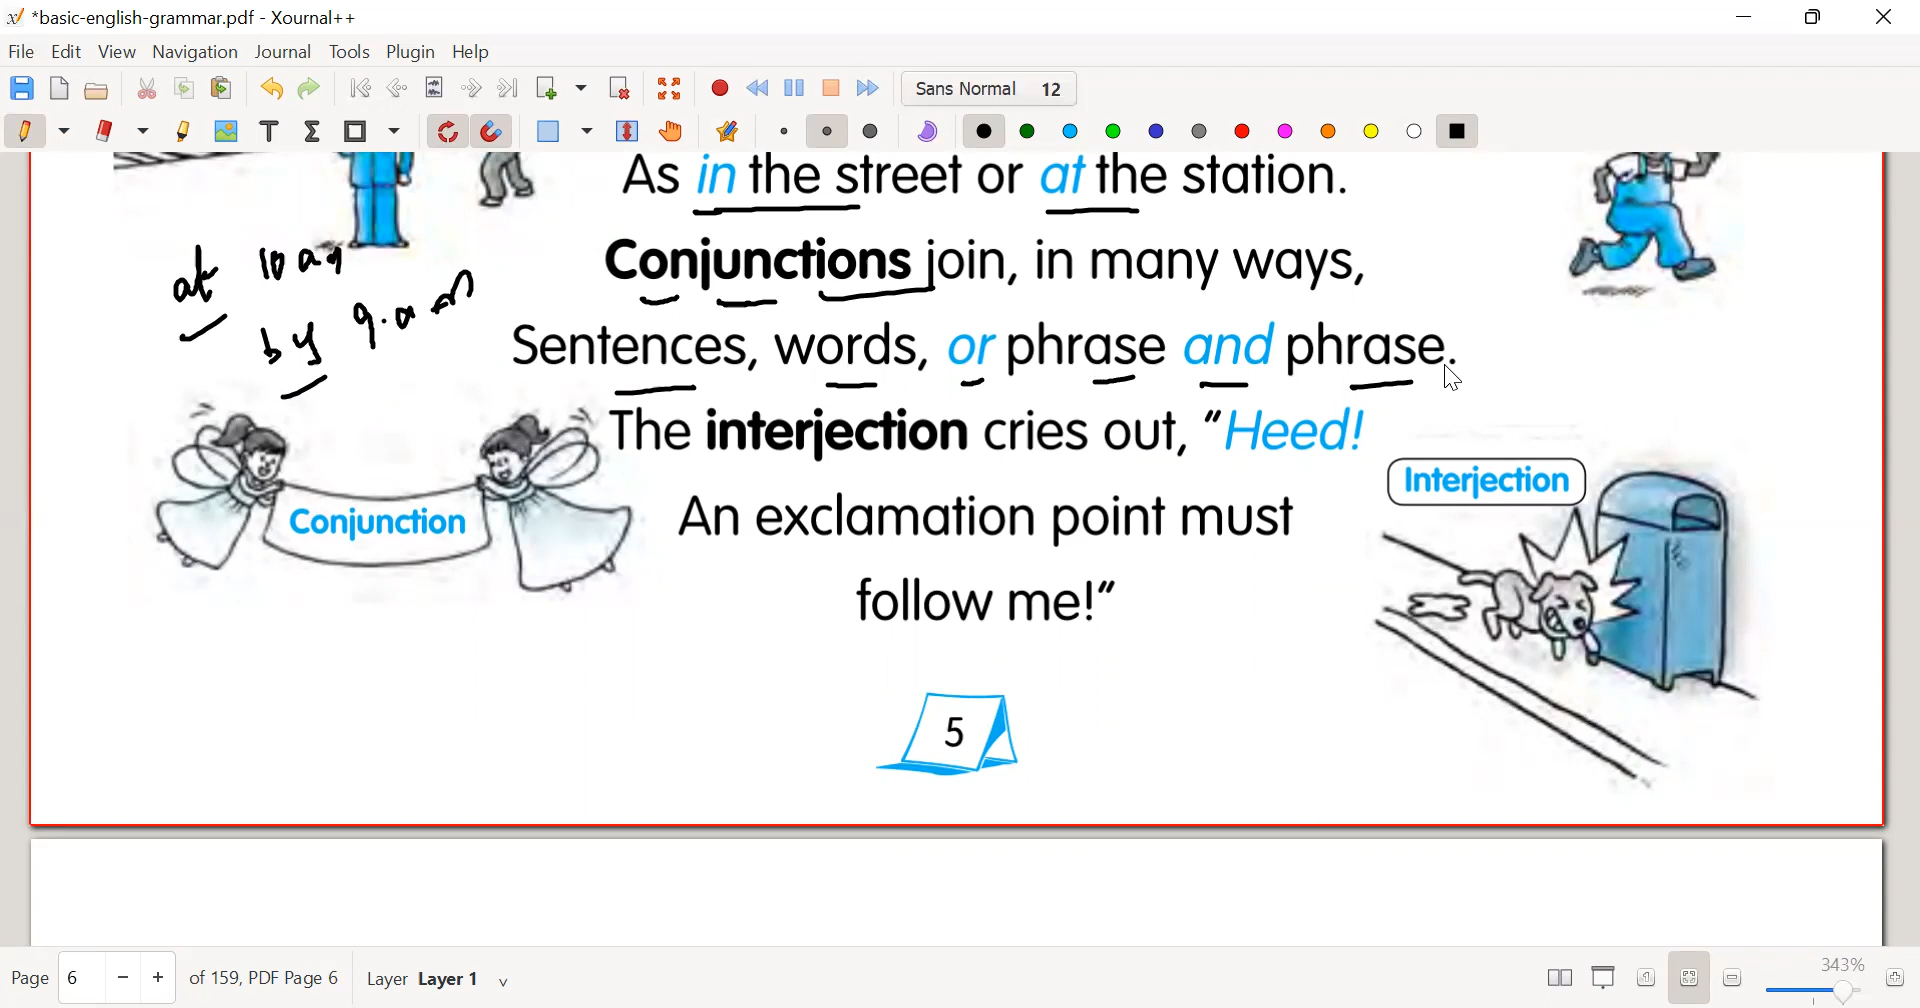 *basic-english-grammar.pdf - Xournal++
File Edit View Navigation Journal Tools Plugin Help
Sans Normal 12
As in the street or at the station.
Conjunctions join, in many ways,
at 10 am
by 9.am
Sentences, words, or phrase and phrase.
The interjection cries out, "Heed!
Interjection
Conjunction
An exclamation point must
follow me!"
5
Page 6 of 159, PDF Page 6 Layer Layer 1
343%